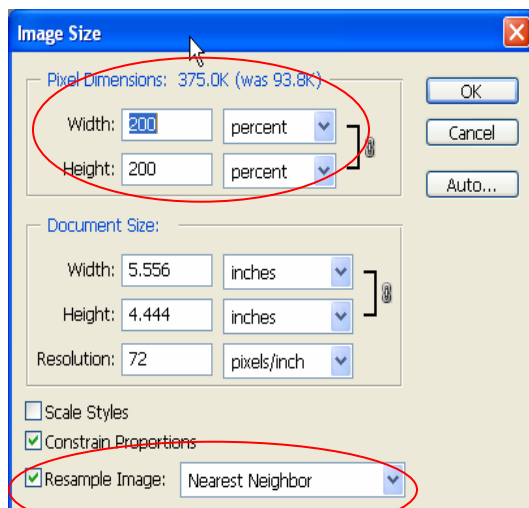 Image Size
Pixel Dimensions: 375.0K (was 93.8K)
OK
Width: 200 percent
Cancel
Height: 200 percent
Auto...
Document Size:
Width: 5.556 inches
Height: 4.444 inches
Resolution: 72 pixels/inch
Scale Styles
Constrain Proportions
Resample Image: Nearest Neighbor